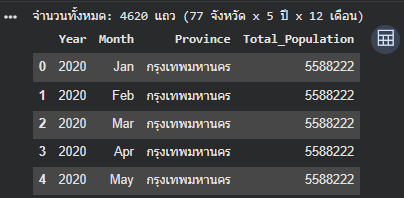 จำนวนทั้งหมด: 4620 แถว (77 จังหวัด x 5 ปี x 12 เดือน)
Year Month Province Total_Population
0 2020 Jan กรุงเทพมหานคร 5588222
1 2020 Feb กรุงเทพมหานคร 5588222
2 2020 Mar กรุงเทพมหานคร 5588222
3 2020 Apr กรุงเทพมหานคร 5588222
4 2020 May กรุงเทพมหานคร 5588222